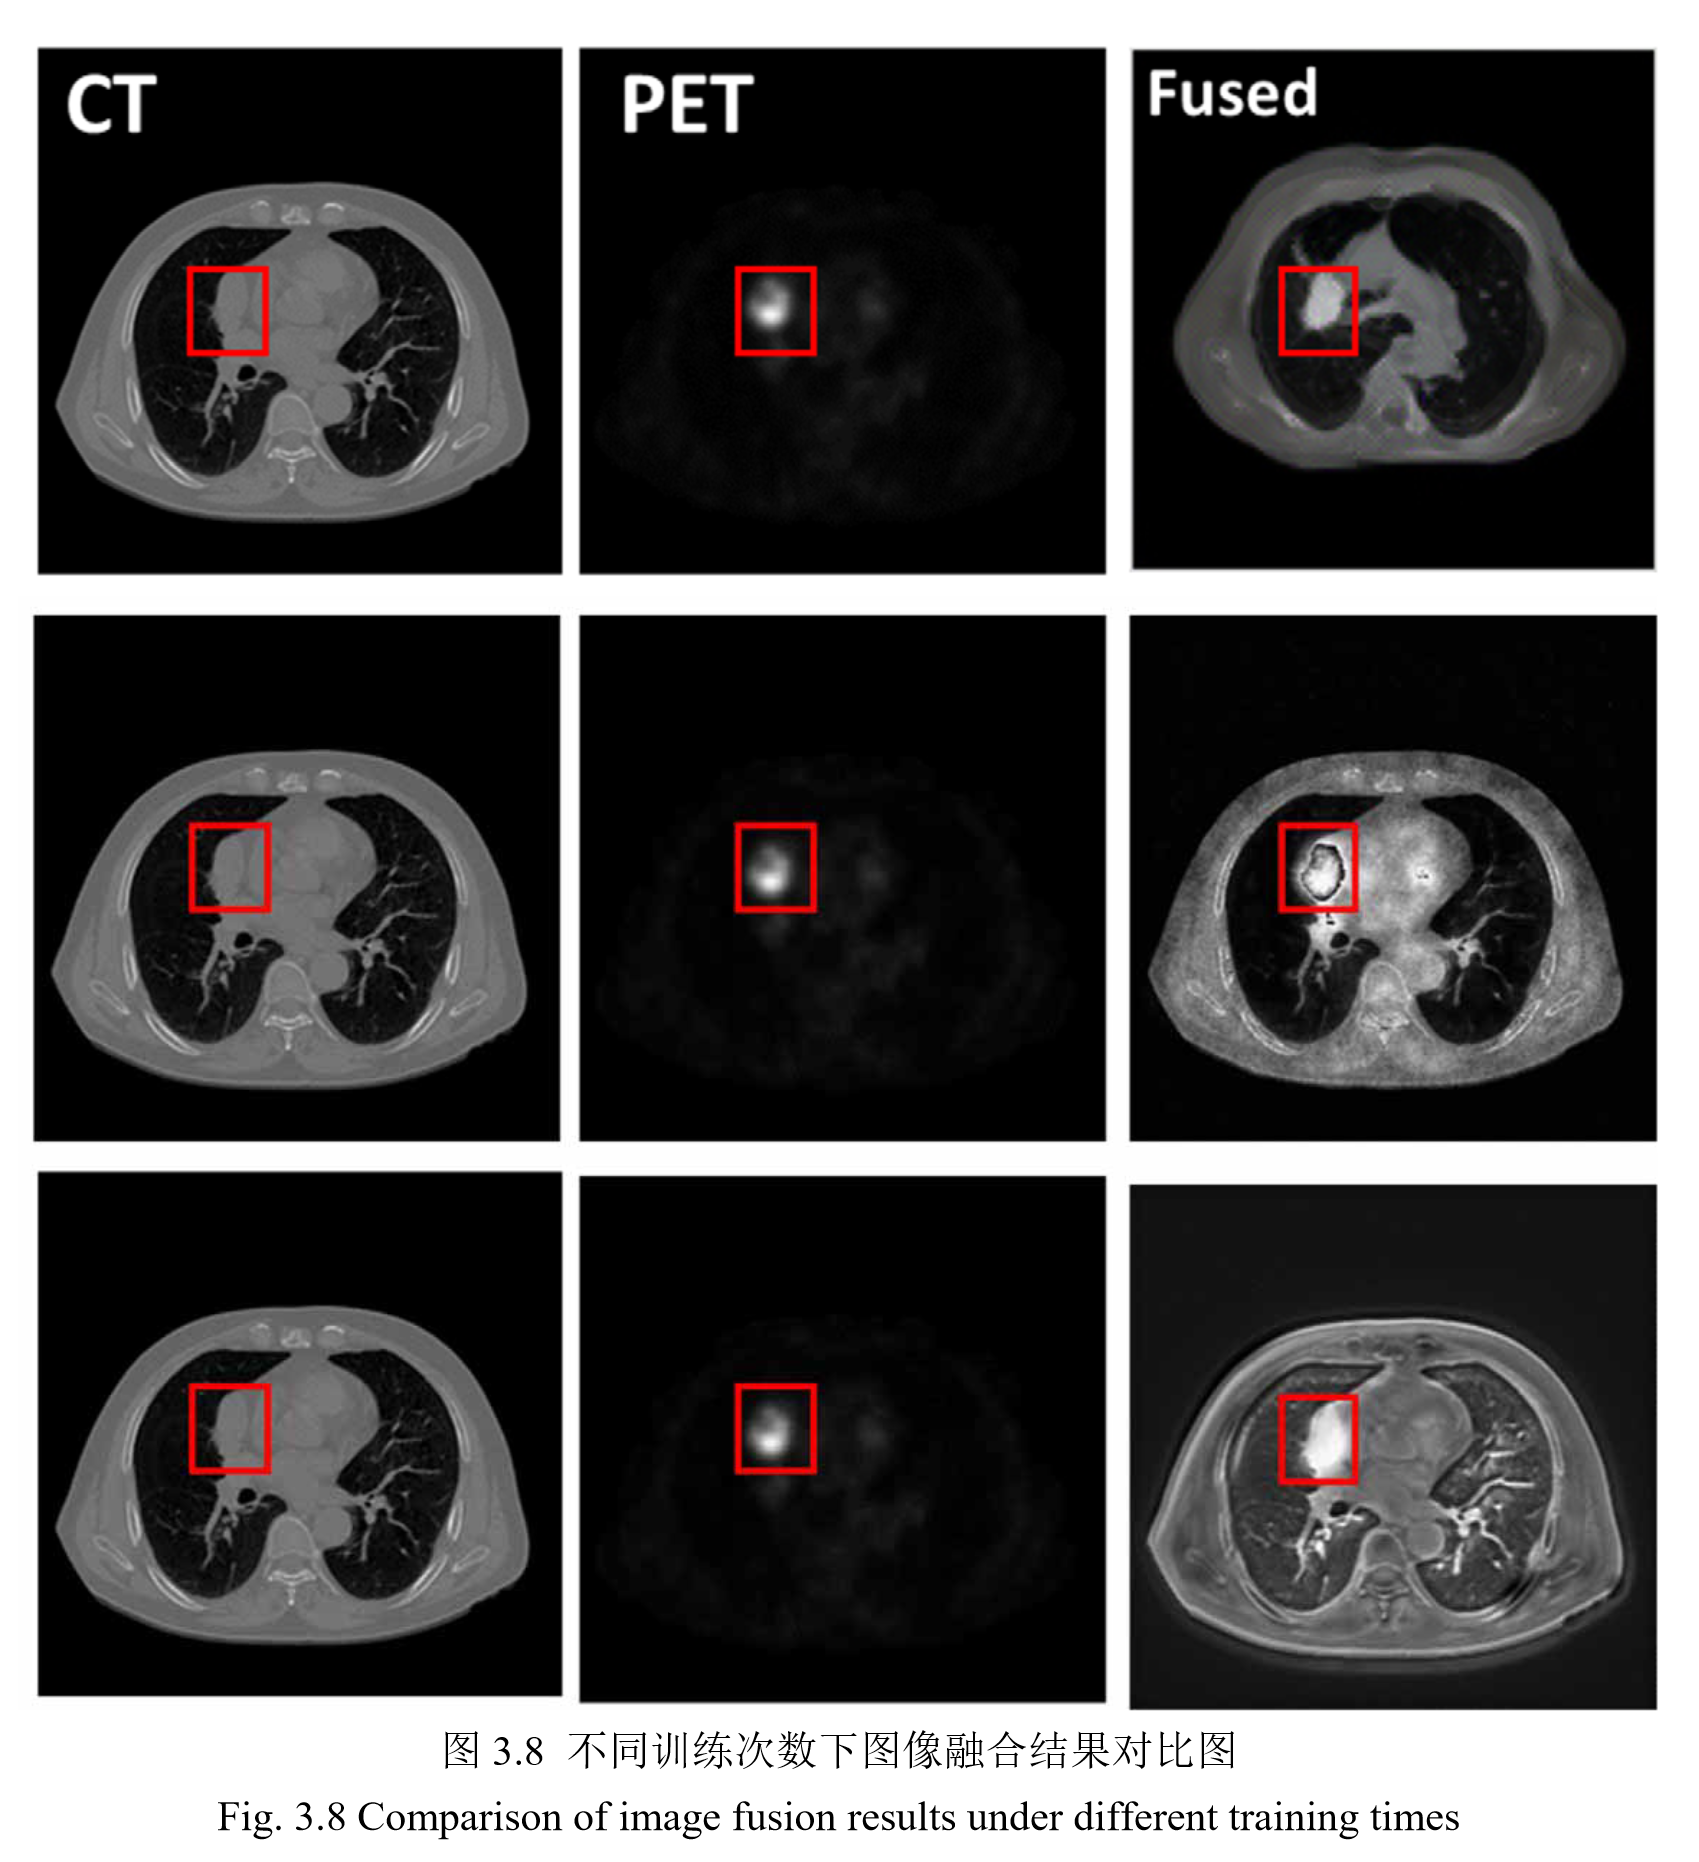 CT
PET
Fused
图 3.8 不同训练次数下图像融合结果对比图
Fig. 3.8 Comparison of image fusion results under different training times